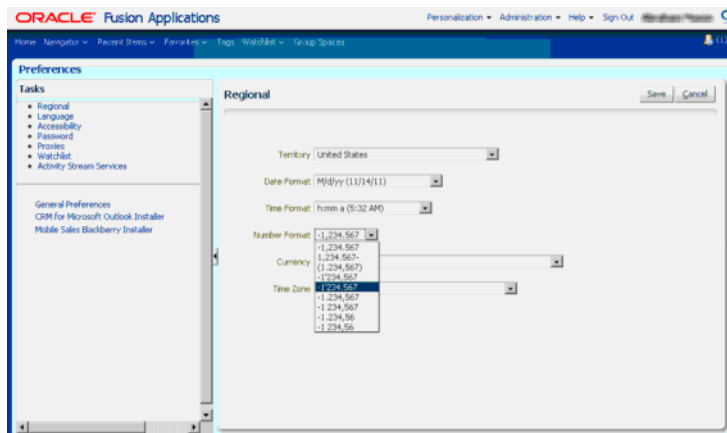 ORACLE® Fusion Applications
Personalization Administration Help Sign Out
Home Navigator Recent Items Favorites Tags Watchlist Group Spaces
(1)
Preferences
Tasks
Regional
Language
Accessibility
Password
Proxies
Watchlist
Activity Stream Services
General Preferences
CRM for Microsoft Outlook Installer
Mobile Sales Blackberry Installer
Regional
Save Cancel
Territory United States
Date Format M/d/yy (11/14/11)
Time Format h:mm a (5:32 AM)
Number Format -1,234.567
-1,234.567
1,234.567-
(1.234,567)
-1'234.567
-1'234.567
-1.234,567
-1 234,567
-1.234,56
-1 234,56
Currency
Time Zone